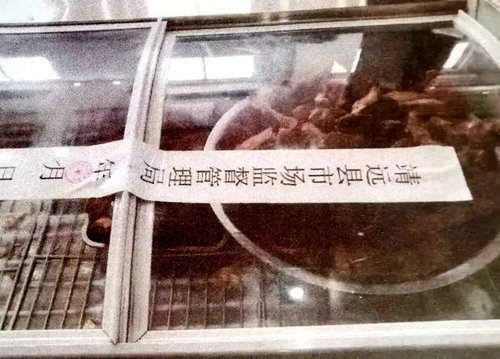 靖远县市场监督管理局 年 月 日